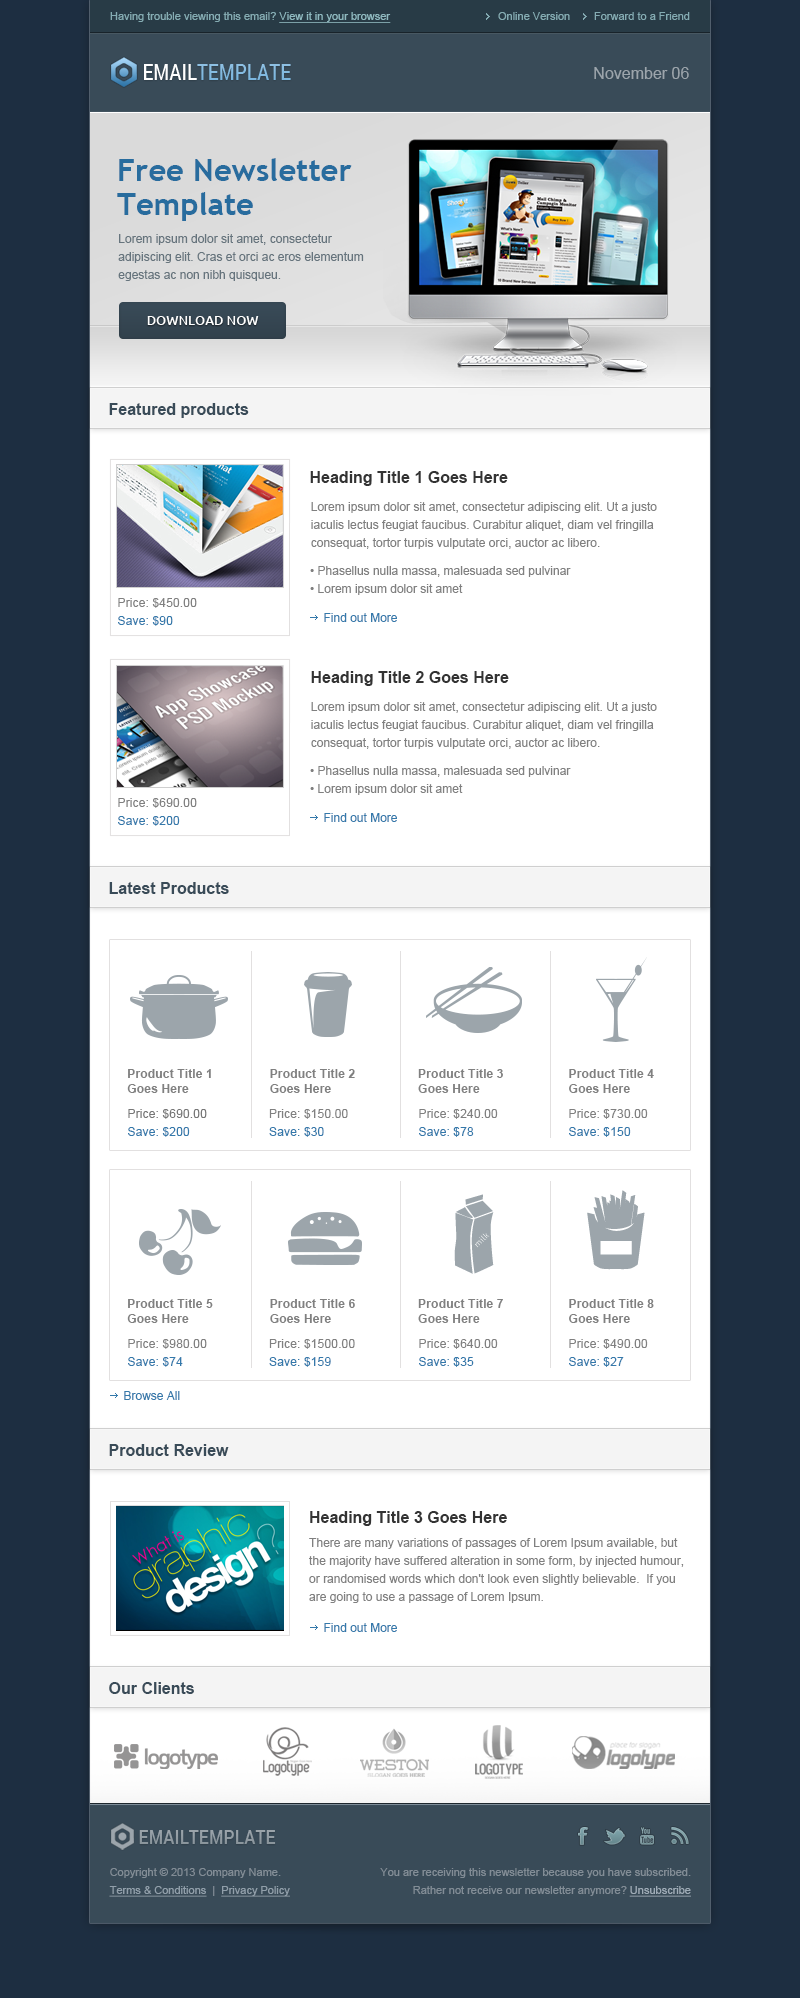 Having trouble viewing this email? View it in your browser
Online Version
Forward to a Friend
EMAILTEMPLATE
November 06
Free Newsletter
Template
Lorem ipsum dolor sit amet, consectetur
adipiscing elit. Cras et orci ac eros elementum
egestas ac non nibh quisqueu.
DOWNLOAD NOW
Mail Chimp &
Campaign Monitor
What's New?
Featured products
Heading Title 1 Goes Here
Lorem ipsum dolor sit amet, consectetur adipiscing elit. Ut a justo
iaculis lectus feugiat faucibus. Curabitur aliquet, diam vel fringilla
consequat, tortor turpis vulputate orci, auctor ac libero.
• Phasellus nulla massa, malesuada sed pulvinar
• Lorem ipsum dolor sit amet
Find out More
Price: $450.00
Save: $90
App Showcase
PSD Mockup
Heading Title 2 Goes Here
Lorem ipsum dolor sit amet, consectetur adipiscing elit. Ut a justo
iaculis lectus feugiat faucibus. Curabitur aliquet, diam vel fringilla
consequat, tortor turpis vulputate orci, auctor ac libero.
• Phasellus nulla massa, malesuada sed pulvinar
• Lorem ipsum dolor sit amet
Find out More
Price: $690.00
Save: $200
Latest Products
Product Title 1
Goes Here
Price: $690.00
Save: $200
Product Title 2
Goes Here
Price: $150.00
Save: $30
Product Title 3
Goes Here
Price: $240.00
Save: $78
Product Title 4
Goes Here
Price: $730.00
Save: $150
Product Title 5
Goes Here
Price: $980.00
Save: $74
Product Title 6
Goes Here
Price: $1500.00
Save: $159
milk
Product Title 7
Goes Here
Price: $640.00
Save: $35
Product Title 8
Goes Here
Price: $490.00
Save: $27
Browse All
Product Review
What is
graphic
design?
Heading Title 3 Goes Here
There are many variations of passages of Lorem Ipsum available, but
the majority have suffered alteration in some form, by injected humour,
or randomised words which don't look even slightly believable. If you
are going to use a passage of Lorem Ipsum.
Find out More
Our Clients
logotype
Logotype
WESTON
SLOGAN GOES HERE
LOGOTYPE
place for slogan
logotype
EMAILTEMPLATE
You
Tube
Copyright © 2013 Company Name.
Terms & Conditions | Privacy Policy
You are receiving this newsletter because you have subscribed.
Rather not receive our newsletter anymore? Unsubscribe